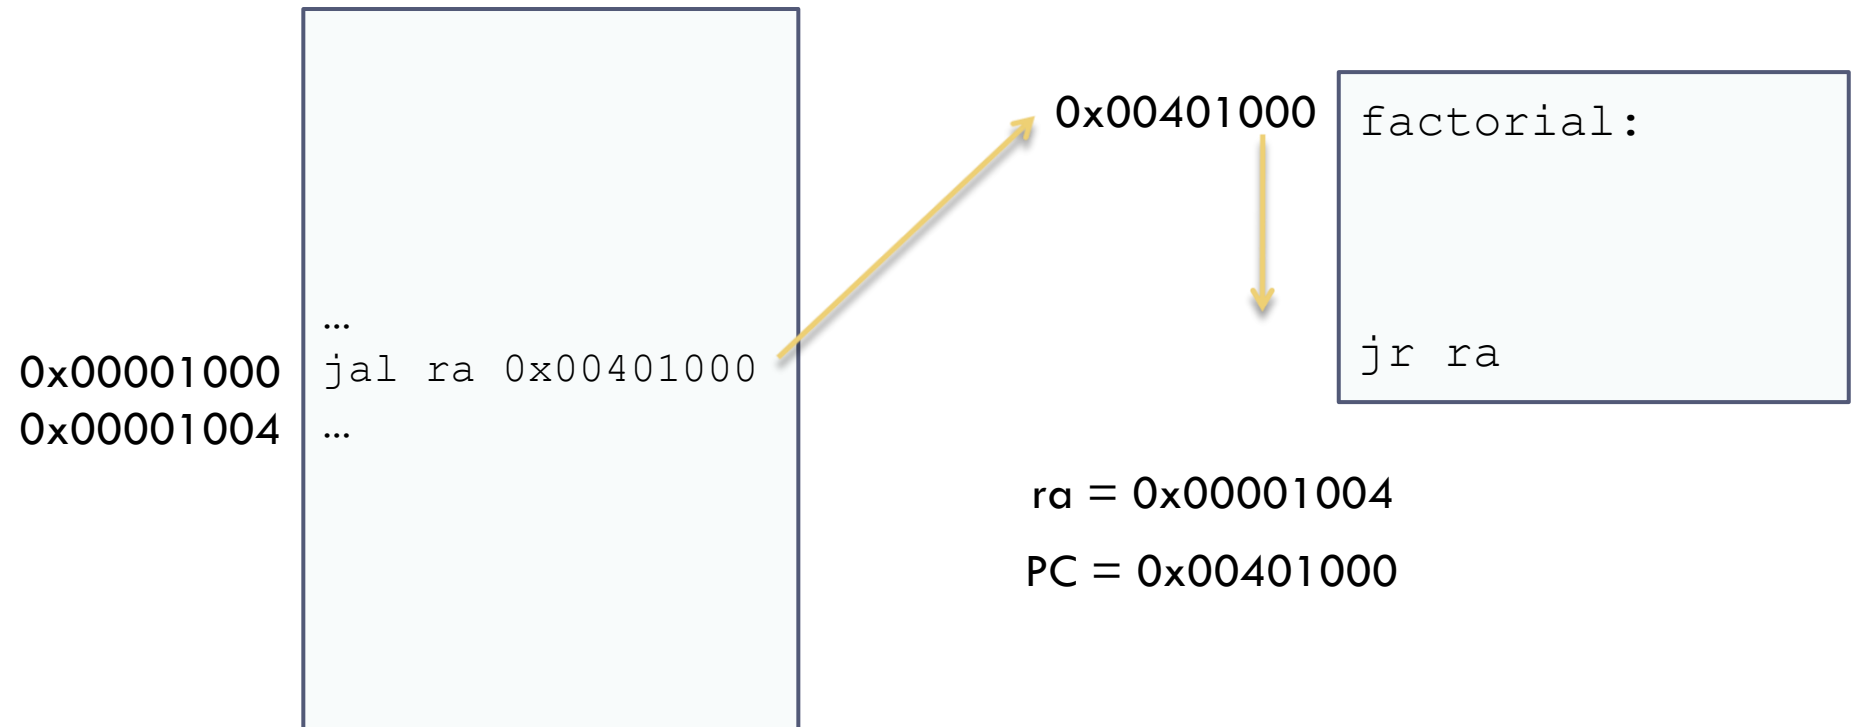 …
0x00001000 jal ra 0x00401000
0x00001004 …
0x00401000 factorial:
jr ra
ra = 0x00001004
PC = 0x00401000